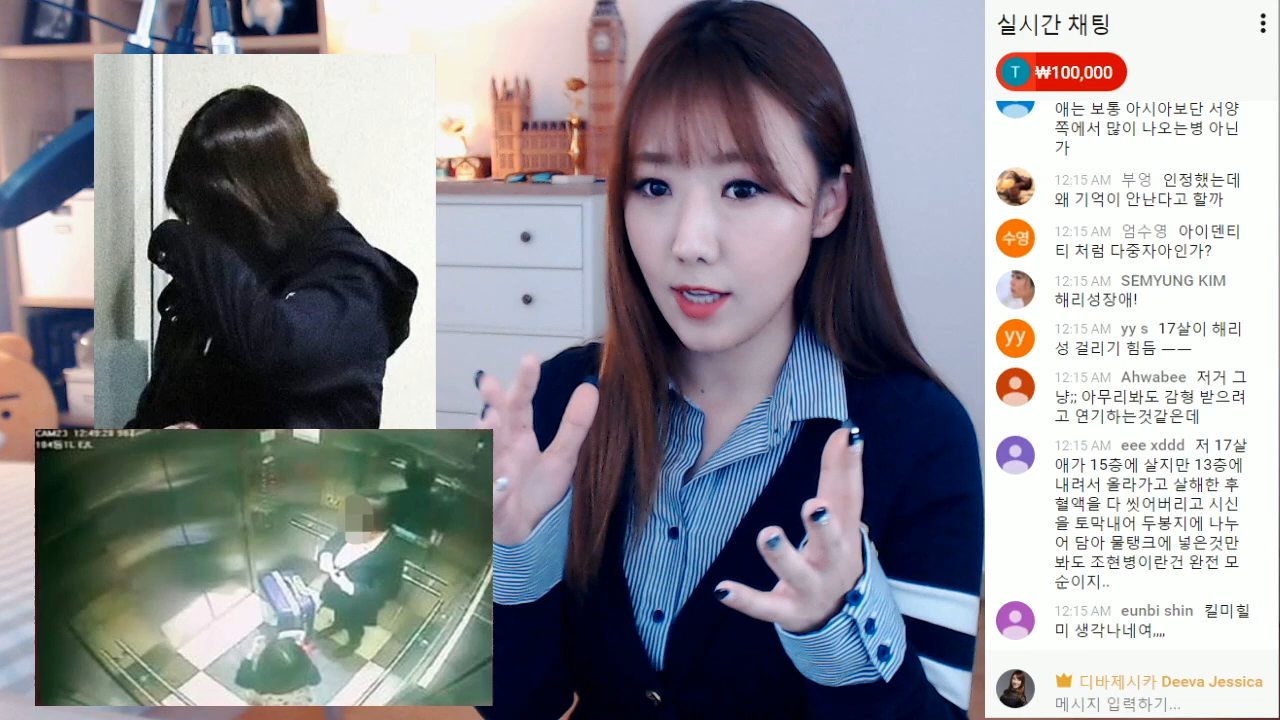 실시간 채팅
T ₩100,000
애는 보통 아시아보단 서양
쪽에서 많이 나오는병 아닌
가
12:15 AM 부엉 인정했는데
왜 기억이 안난다고 할까
수영 12:15 AM 엄수영 아이덴티
티 처럼 다중자아인가?
12:15 AM SEMYUNG KIM
해리성장애!
yy 12:15 AM yy s 17살이 해리
성 걸리기 힘듬 ㅡㅡ
12:15 AM Ahwabee 저거 그
냥;; 아무리봐도 감형 받으려
고 연기하는것같은데
12:15 AM eee xddd 저 17살
애가 15층에 살지만 13층에
내려서 올라가고 살해한 후
혈액을 다 씻어버리고 시신
을 토막내어 두봉지에 나누
어 담아 물탱크에 넣은것만
봐도 조현병이란건 완전 모
순이지..
12:15 AM eunbi shin 킬미힐
미 생각나네여,,,,
디바제시카 Deeva Jessica
메시지 입력하기...